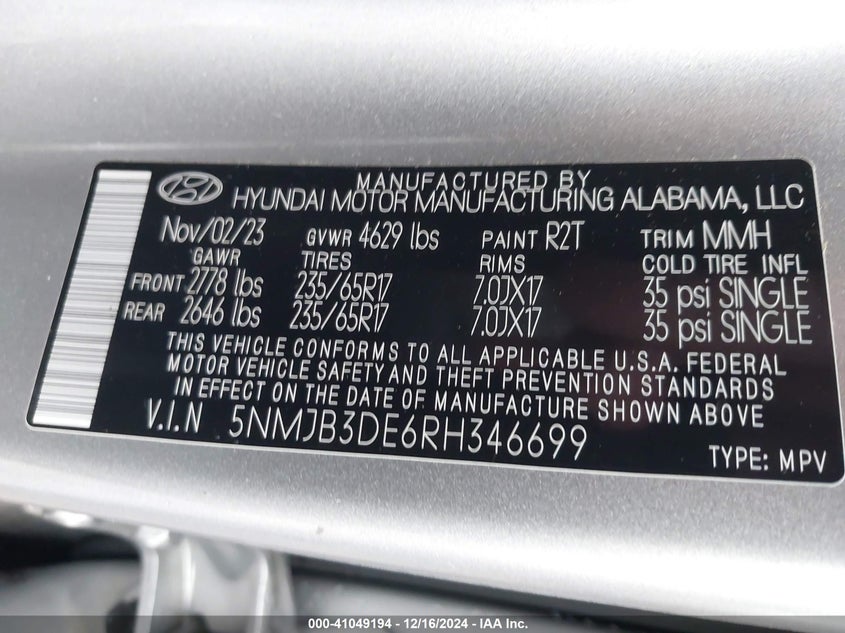 MANUFACTURED BY
HYUNDAI MOTOR MANUFACTURING ALABAMA, LLC
Nov/02/23 GVWR 4629 lbs PAINT R2T TRIM MMH
GAWR TIRES RIMS COLD TIRE INFL
FRONT 2778 lbs 235/65R17 7.0JX17 35 psi SINGLE
REAR 2646 lbs 235/65R17 7.0JX17 35 psi SINGLE
THIS VEHICLE CONFORMS TO ALL APPLICABLE U.S.A. FEDERAL
MOTOR VEHICLE SAFETY AND THEFT PREVENTION STANDARDS
IN EFFECT ON THE DATE OF MANUFACTURE SHOWN ABOVE
V.I.N 5NMJB3DE6RH346699
TYPE: MPV
000-41049194 - 12/16/2024 - IAA Inc.